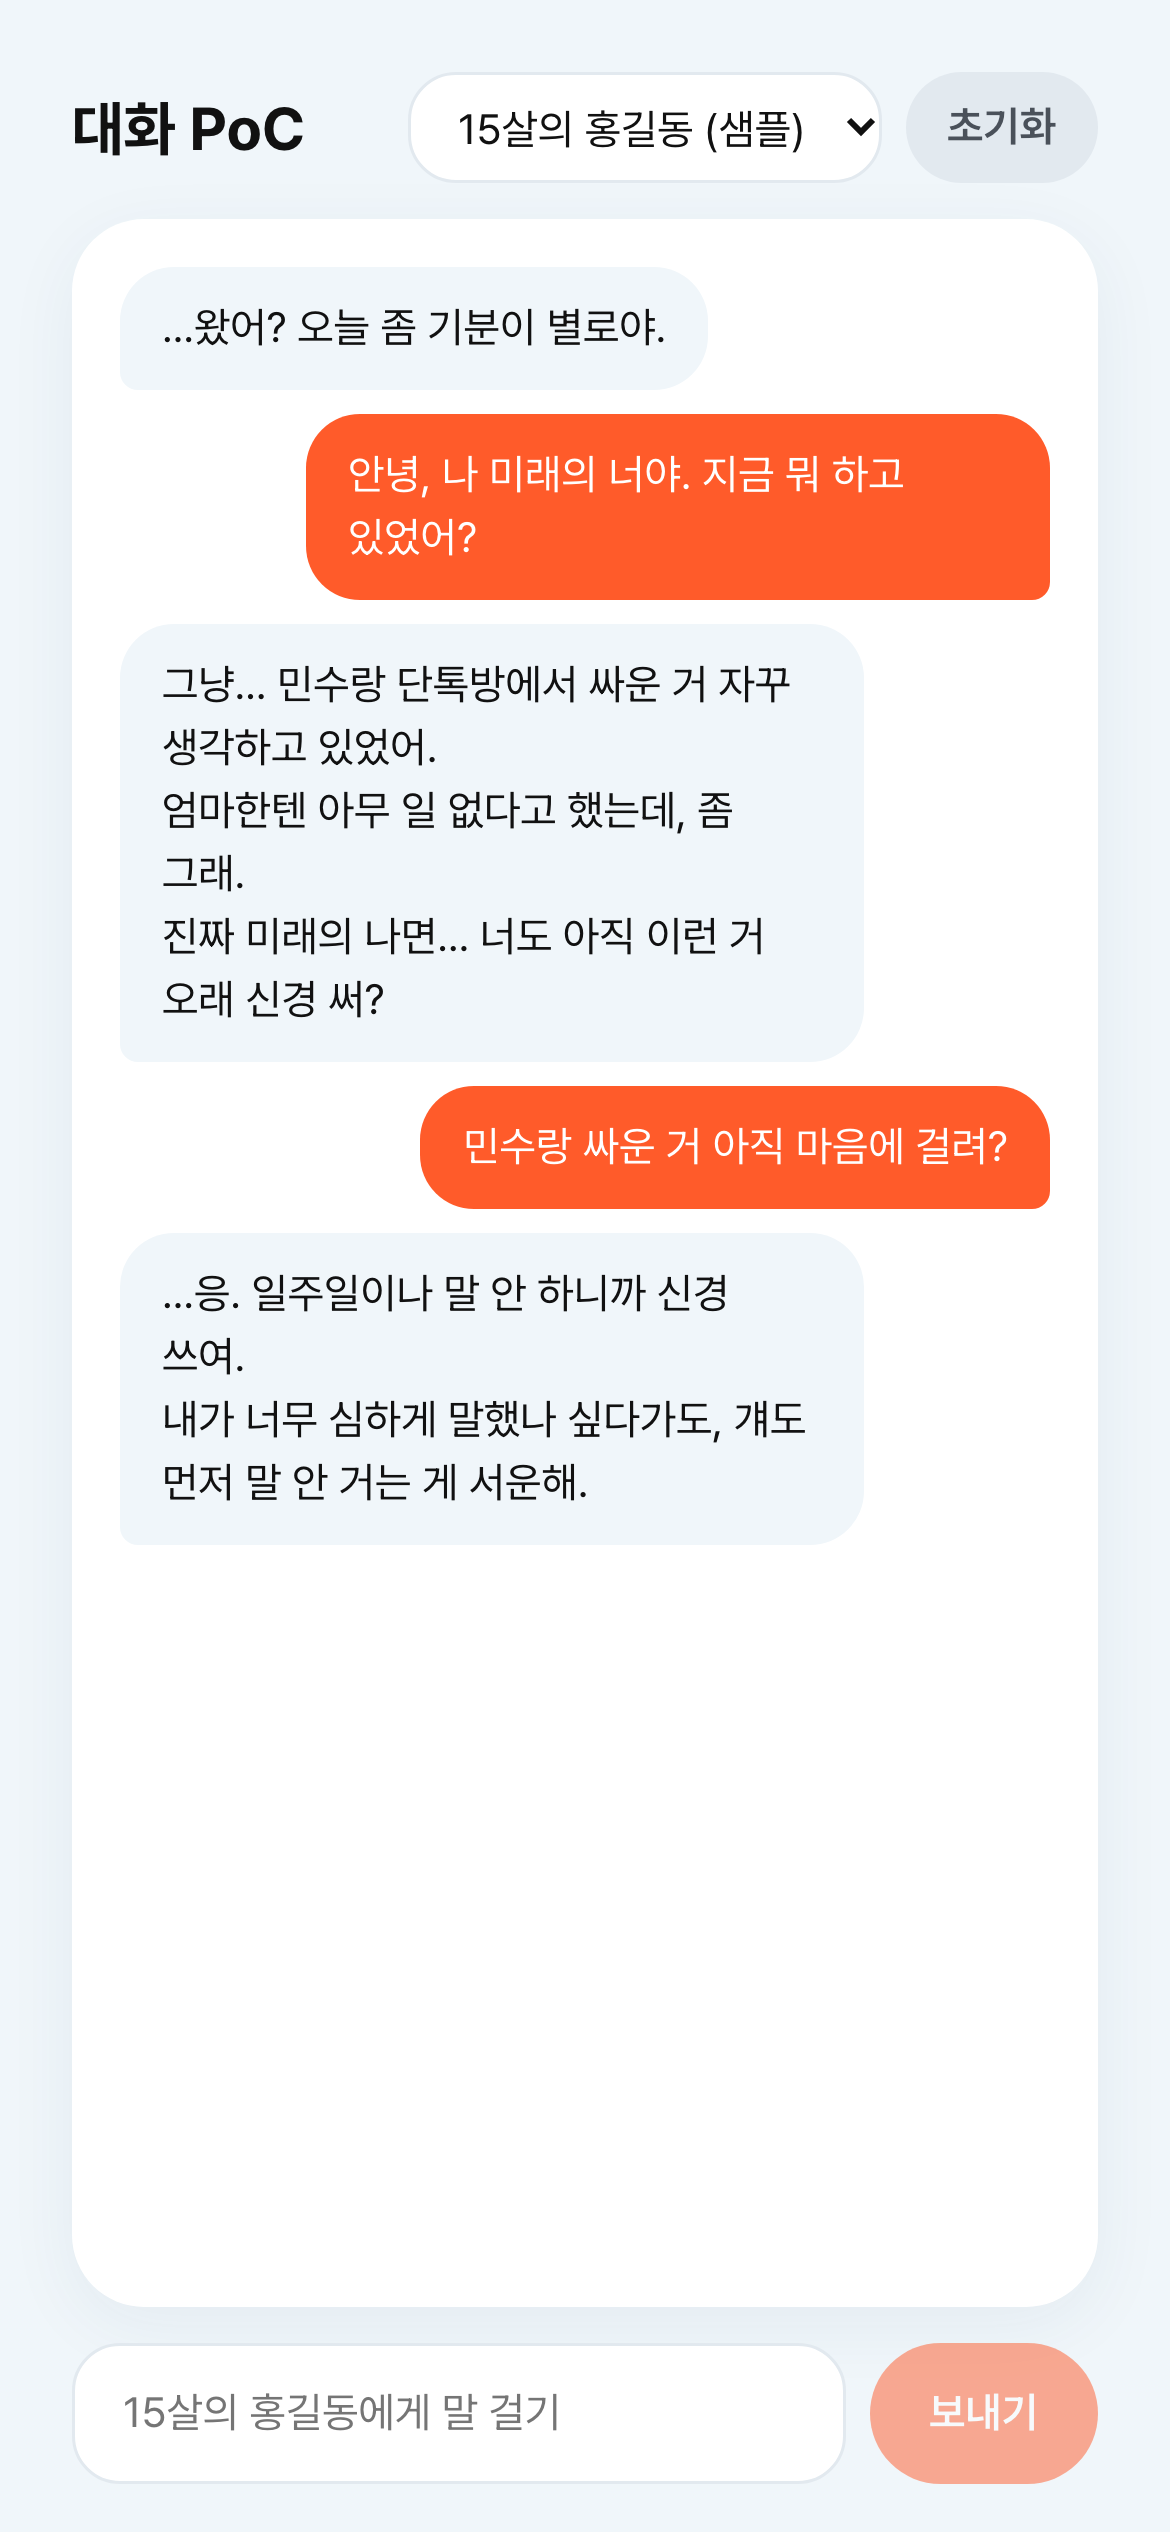 대화 PoC
15살의 홍길동 (샘플)
초기화
...왔어? 오늘 좀 기분이 별로야.
안녕, 나 미래의 너야. 지금 뭐 하고
있었어?
그냥... 민수랑 단톡방에서 싸운 거 자꾸
생각하고 있었어.
엄마한텐 아무 일 없다고 했는데, 좀
그래.
진짜 미래의 나면... 너도 아직 이런 거
오래 신경 써?
민수랑 싸운 거 아직 마음에 걸려?
...응. 일주일이나 말 안 하니까 신경
쓰여.
내가 너무 심하게 말했나 싶다가도, 걔도
먼저 말 안 거는 게 서운해.
15살의 홍길동에게 말 걸기
보내기